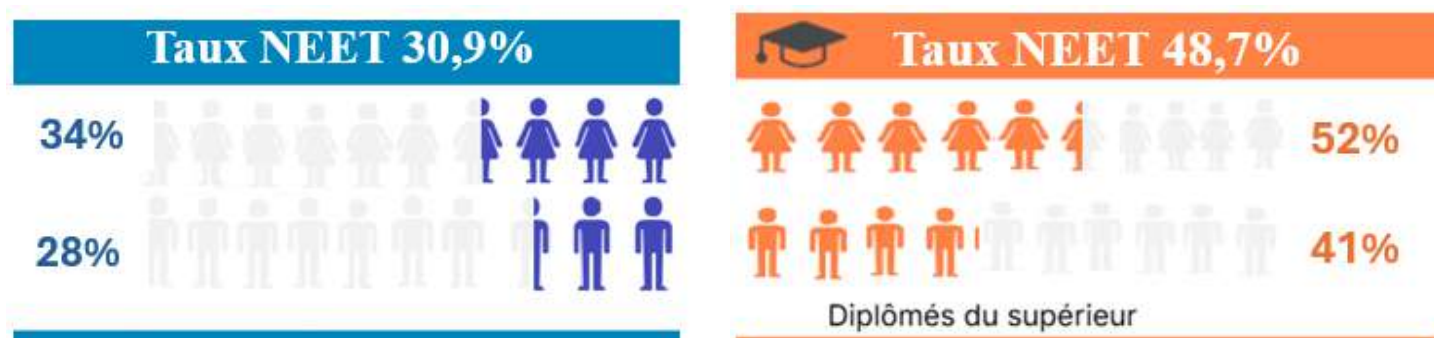 Taux NEET 30,9%
34%
28%
Taux NEET 48,7%
52%
41%
Diplômés du supérieur